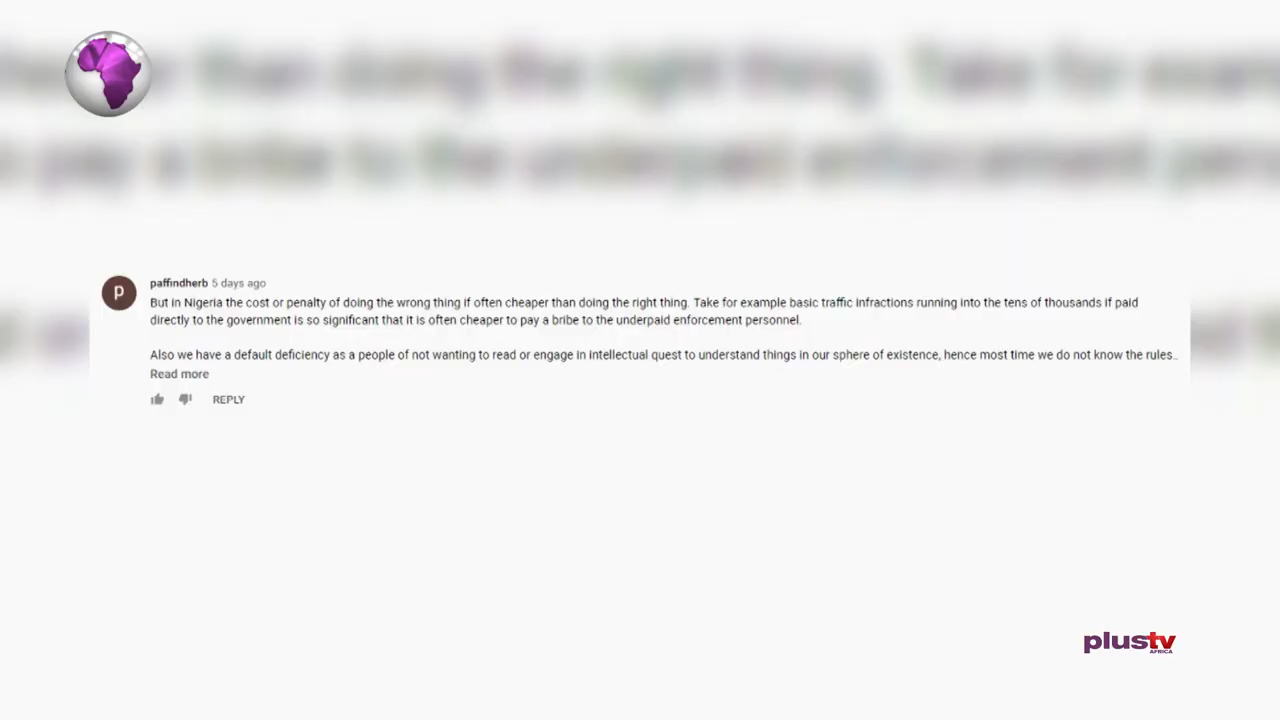 p
paffindherb 5 days ago
But in Nigeria the cost or penalty of doing the wrong thing if often cheaper than doing the right thing. Take for example basic traffic infractions running into the tens of thousands if paid
directly to the government is so significant that it is often cheaper to pay a bribe to the underpaid enforcement personnel.
Also we have a default deficiency as a people of not wanting to read or engage in intellectual quest to understand things in our sphere of existence, hence most time we do not know the rules..
Read more
REPLY
plustv
AFRICA